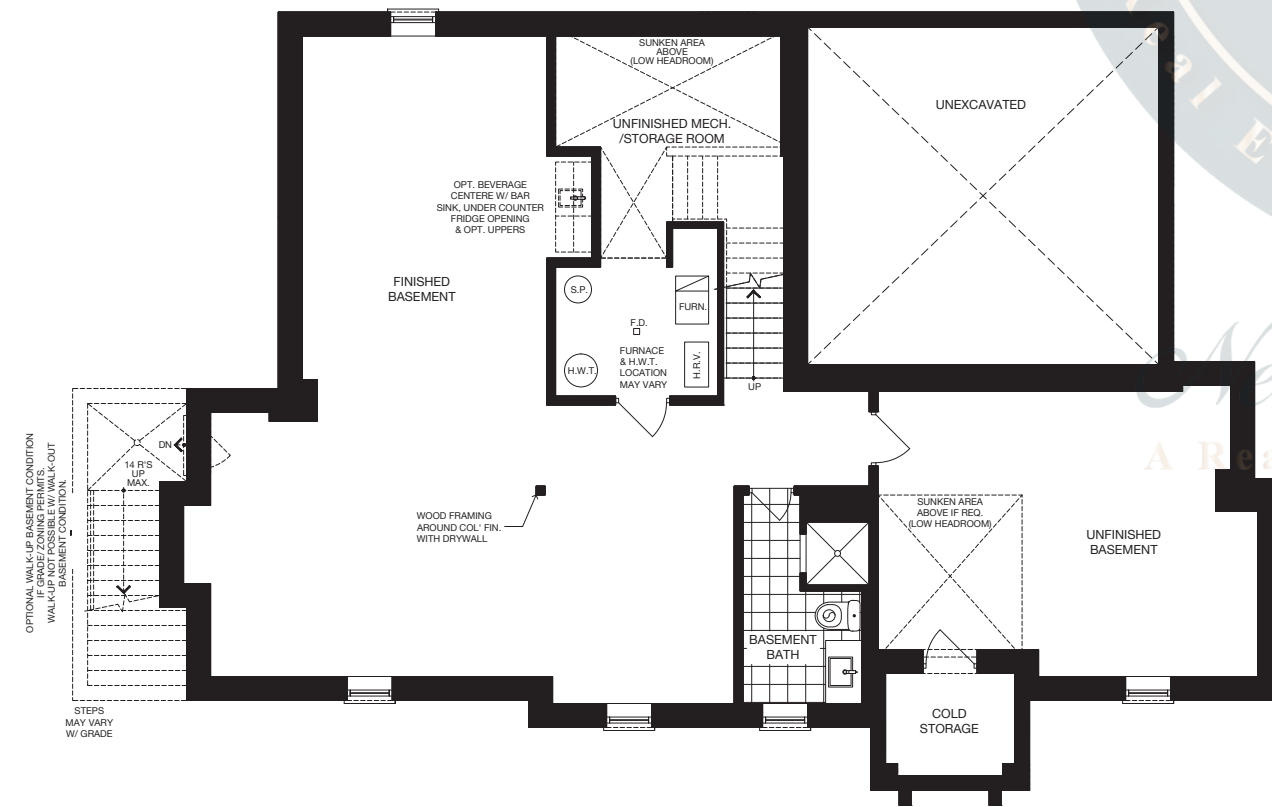 SUNKEN AREA
ABOVE
(LOW HEADROOM)
UNFINISHED MECH.
/STORAGE ROOM
UNEXCAVATED
OPT. BEVERAGE
CENTERE W/ BAR
SINK, UNDER COUNTER
FRIDGE OPENING
& OPT. UPPERS
FINISHED
BASEMENT
S.P.
FURN.
F.D.
FURNACE
& H.W.T.
LOCATION
MAY VARY
H.W.T.
H.R.V.
UP
DN
14 R'S
UP
MAX.
OPTIONAL WALK-UP BASEMENT CONDITION
IF GRADE/ZONING PERMITS.
WALK-UP NOT POSSIBLE W/ WALK-OUT
BASEMENT CONDITION.
WOOD FRAMING
AROUND COL' FIN.
WITH DRYWALL
SUNKEN AREA
ABOVE IF REQ.
(LOW HEADROOM)
UNFINISHED
BASEMENT
BASEMENT
BATH
COLD
STORAGE
STEPS
MAY VARY
W/ GRADE
eal E
Ne
A Rea